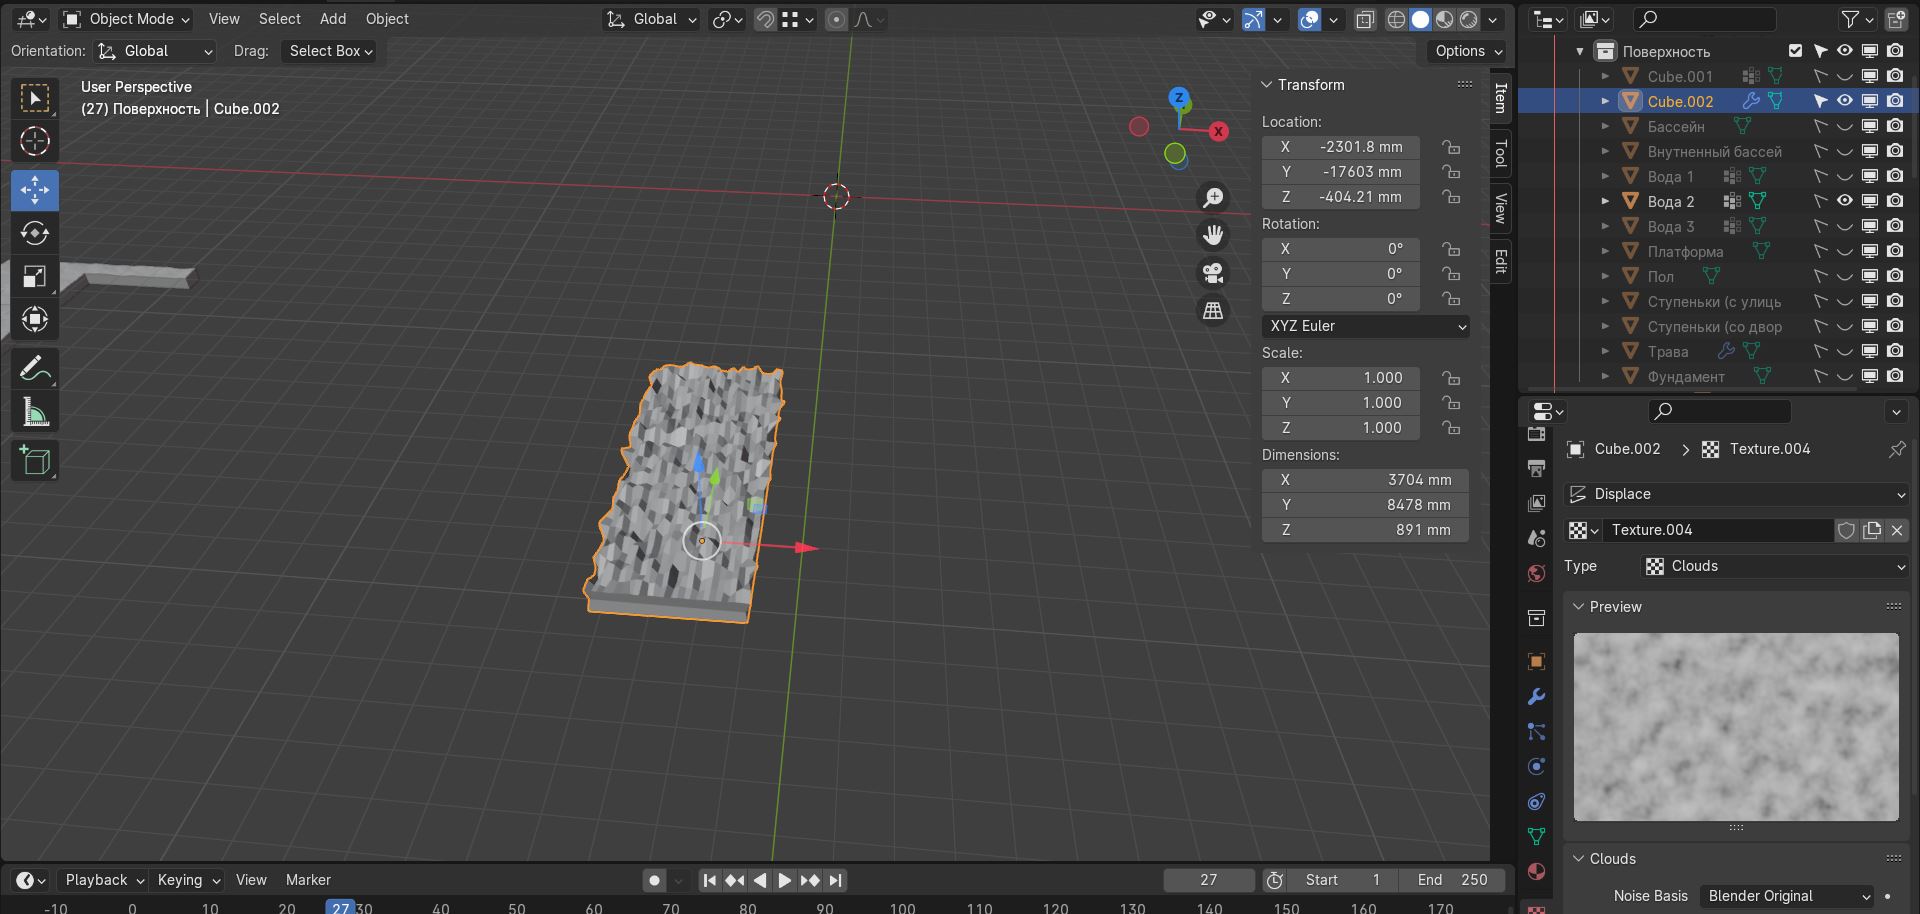 Object Mode View Select Add Object Global
Orientation: Global Drag: Select Box Options
User Perspective
(27) Поверхность | Cube.002
Z
X
Transform
Location:
X -2301.8 mm
Y -17603 mm
Z -404.21 mm
Rotation:
X 0°
Y 0°
Z 0°
XYZ Euler
Scale:
X 1.000
Y 1.000
Z 1.000
Dimensions:
X 3704 mm
Y 8478 mm
Z 891 mm
Item
Tool
View
Edit
Поверхность
Cube.001
Cube.002
Бассейн
Внутненный бассей
Вода 1
Вода 2
Вода 3
Платформа
Пол
Ступеньки (с улиць
Ступеньки (со двор
Трава
Фундамент
Cube.002 > Texture.004
Displace
Texture.004
Type Clouds
Preview
Clouds
Noise Basis Blender Original
Playback Keying View Marker 27 Start 1 End 250
-10 0 10 20 27 30 40 50 60 70 80 90 100 110 120 130 140 150 160 170